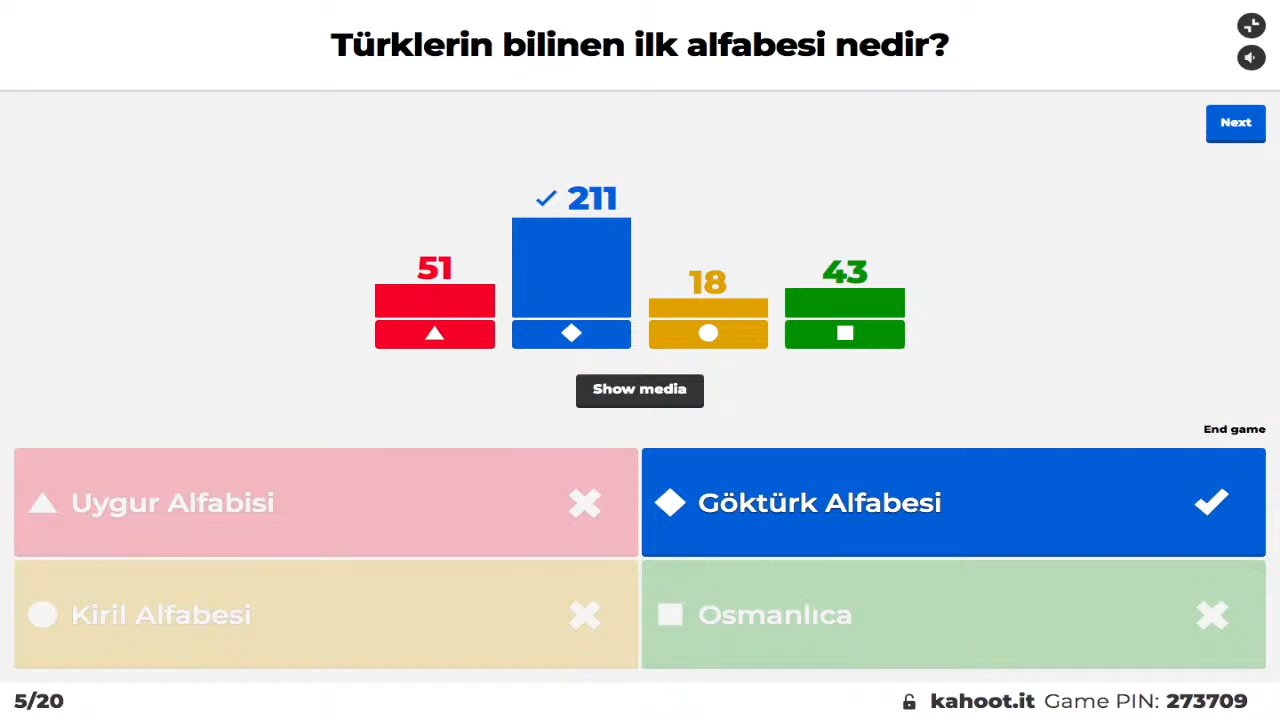 Türklerin bilinen ilk alfabesi nedir?
Next
51
211
18
43
Show media
End game
Uygur Alfabisi
Göktürk Alfabesi
Kiril Alfabesi
Osmanlıca
5/20
kahoot.it Game PIN: 273709